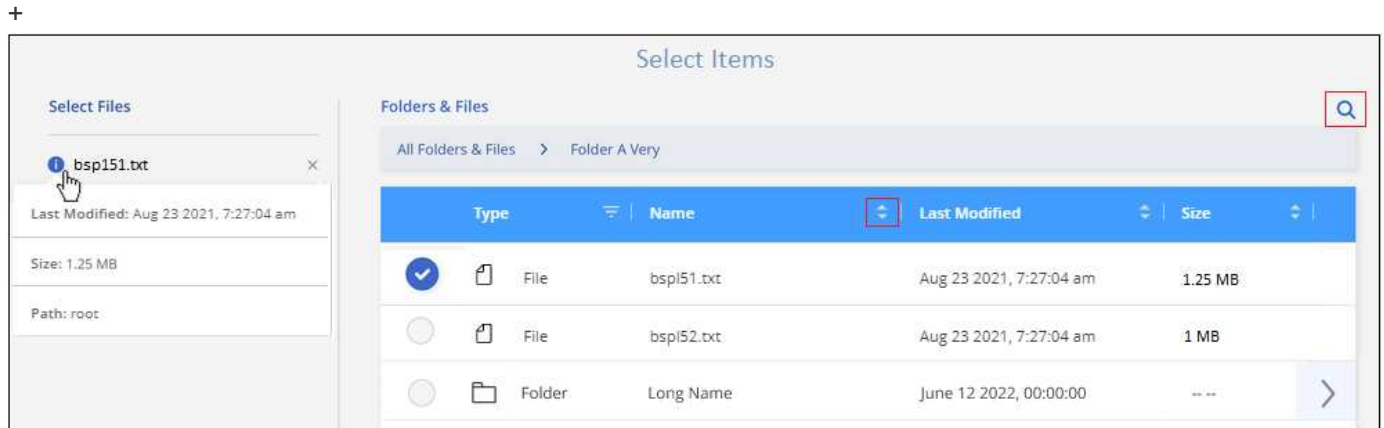 +
Select Items
Select Files
bsp151.txt ×
Last Modified: Aug 23 2021, 7:27:04 am
Size: 1.25 MB
Path: root
Folders & Files
All Folders & Files > Folder A Very
Type Name Last Modified Size
File bspl51.txt Aug 23 2021, 7:27:04 am 1.25 MB
File bspl52.txt Aug 23 2021, 7:27:04 am 1 MB
Folder Long Name June 12 2022, 00:00:00 -- --